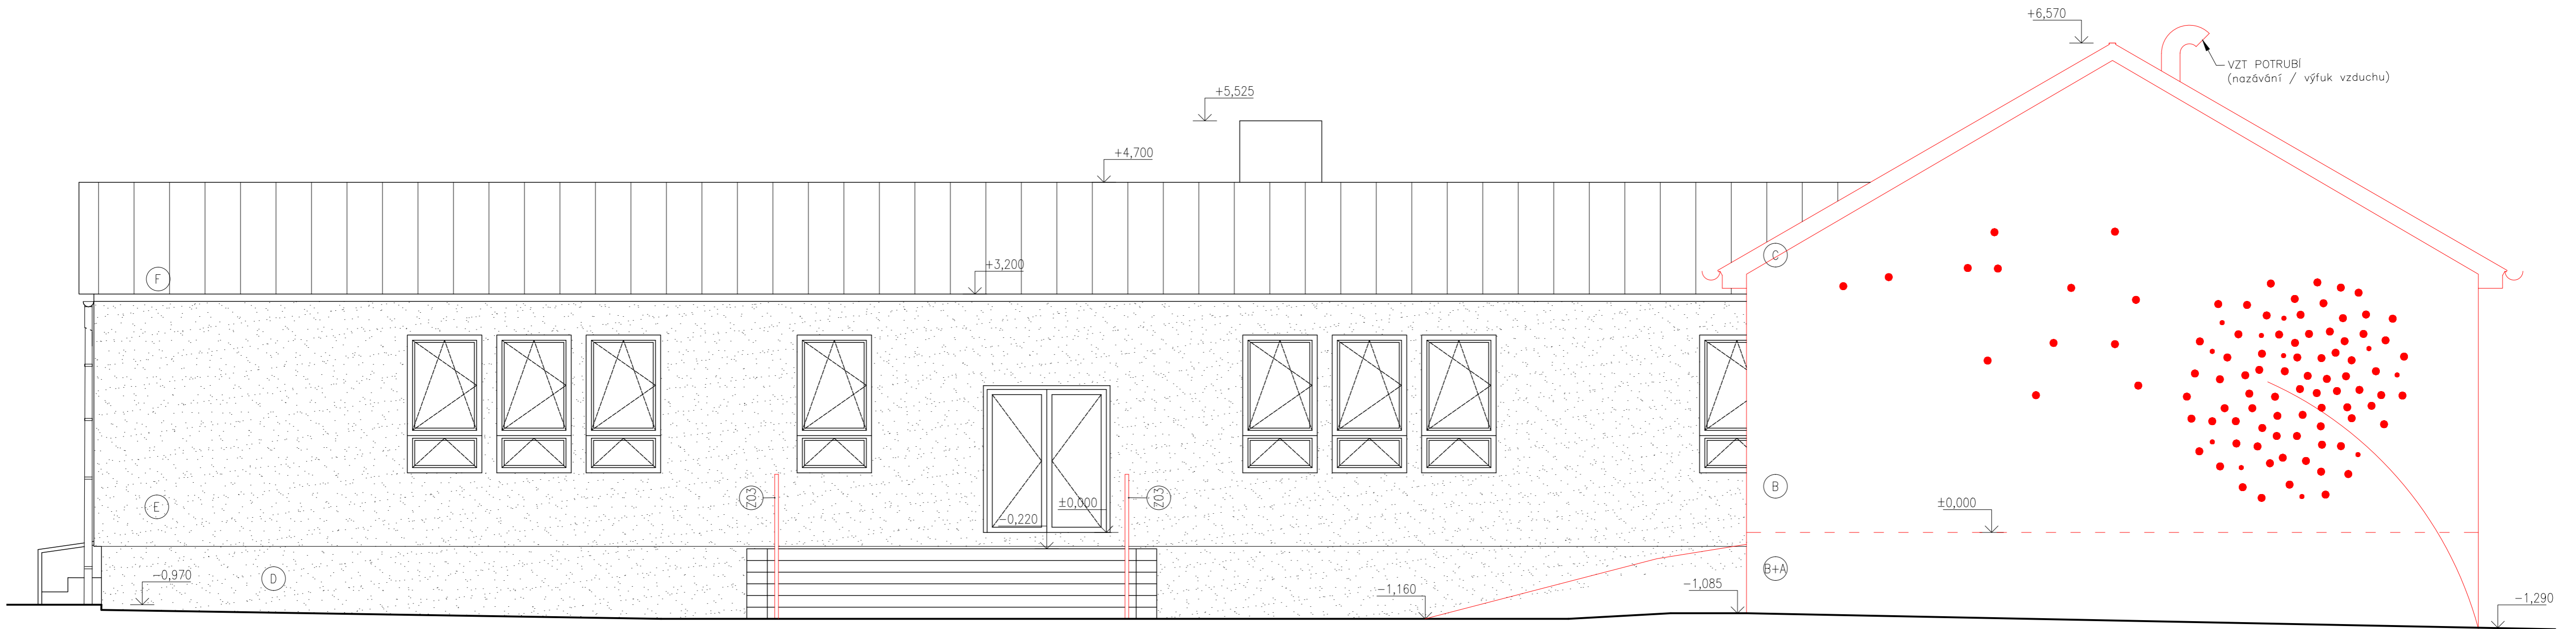 +6,570
VZT POTRUBÍ
(nazávání / výfuk vzduchu)
+5,525
+4,700
+3,200
F
C
E
Z03
Z03
B
±0,000
-0,220
±0,000
D
-0,970
B+A
-1,160
-1,085
-1,290